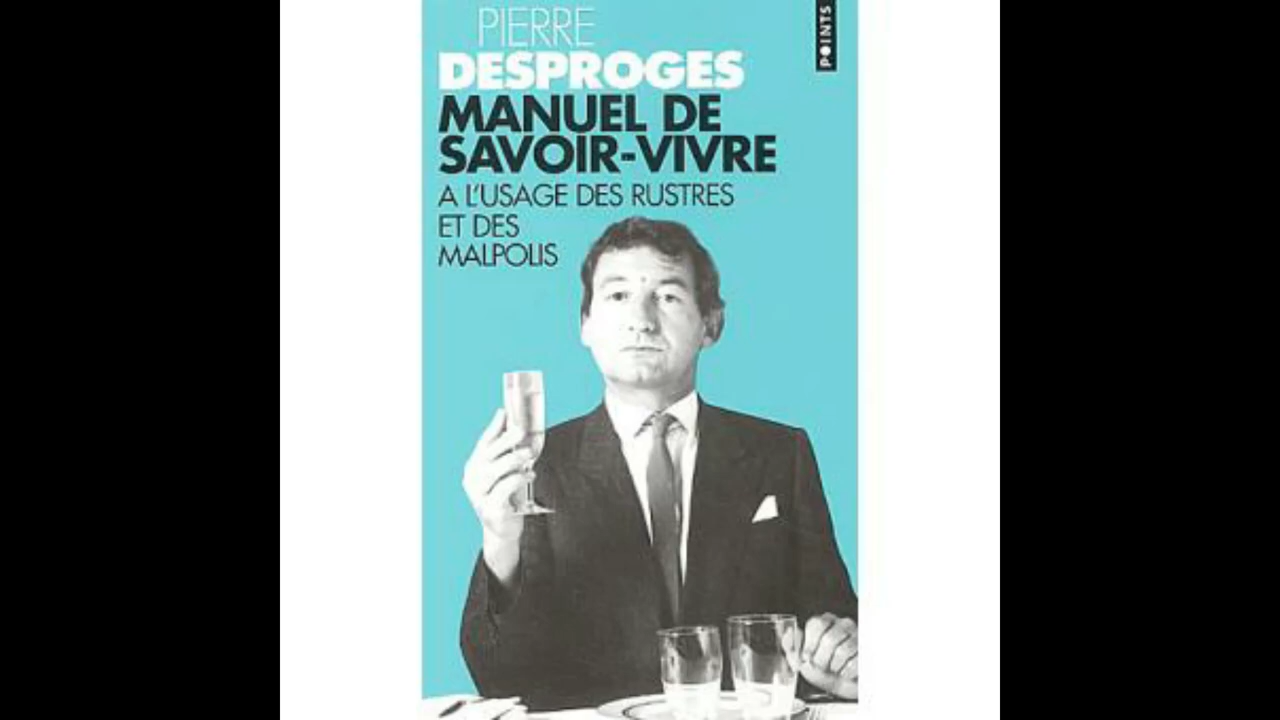 PIERRE
DESPROGES
MANUEL DE
SAVOIR-VIVRE
A L'USAGE DES RUSTRES
ET DES
MALPOLIS
POINTS